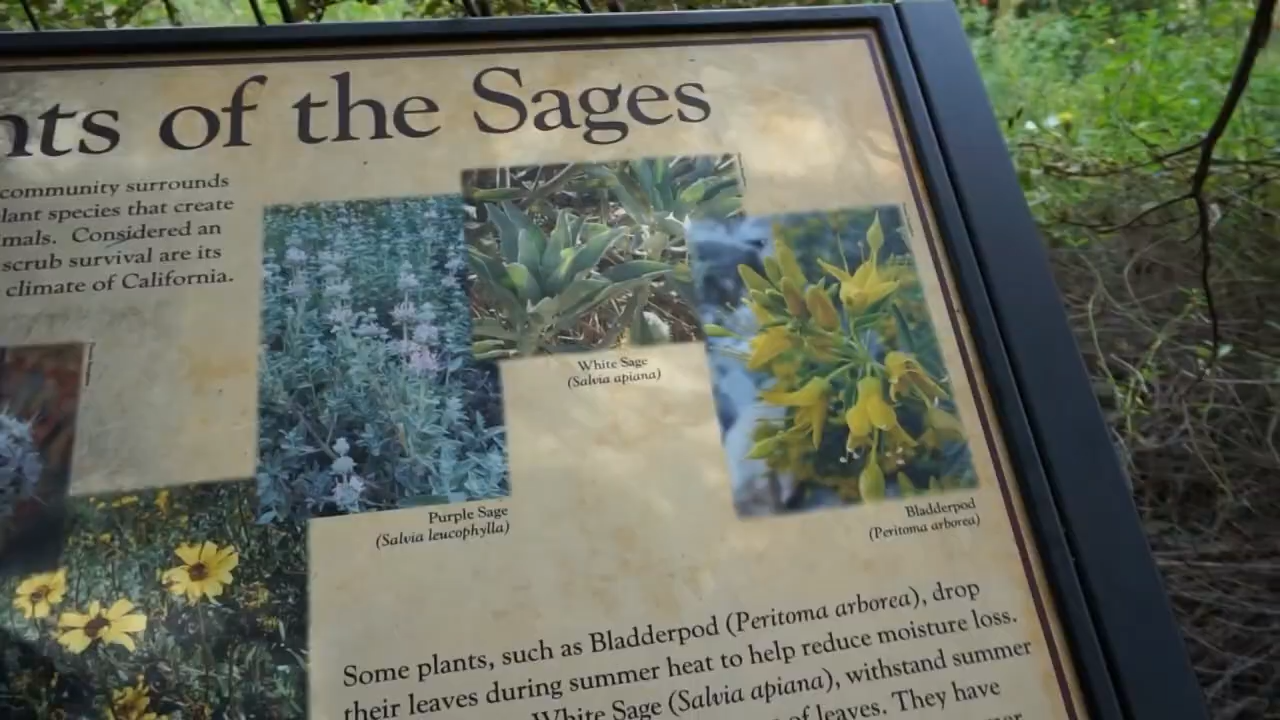 nts of the Sages
community surrounds
lant species that create
mals. Considered an
scrub survival are its
climate of California.
White Sage
(Salvia apiana)
Purple Sage
(Salvia leucophylla)
Bladderpod
(Peritoma arborea)
Some plants, such as Bladderpod (Peritoma arborea), drop
their leaves during summer heat to help reduce moisture loss.
White Sage (Salvia apiana), withstand summer
of leaves. They have